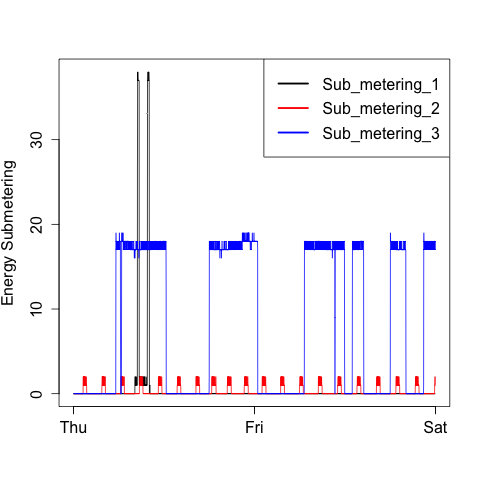 Sub_metering_1
Sub_metering_2
Sub_metering_3
Energy Submetering
30
20
10
0
Thu Fri Sat